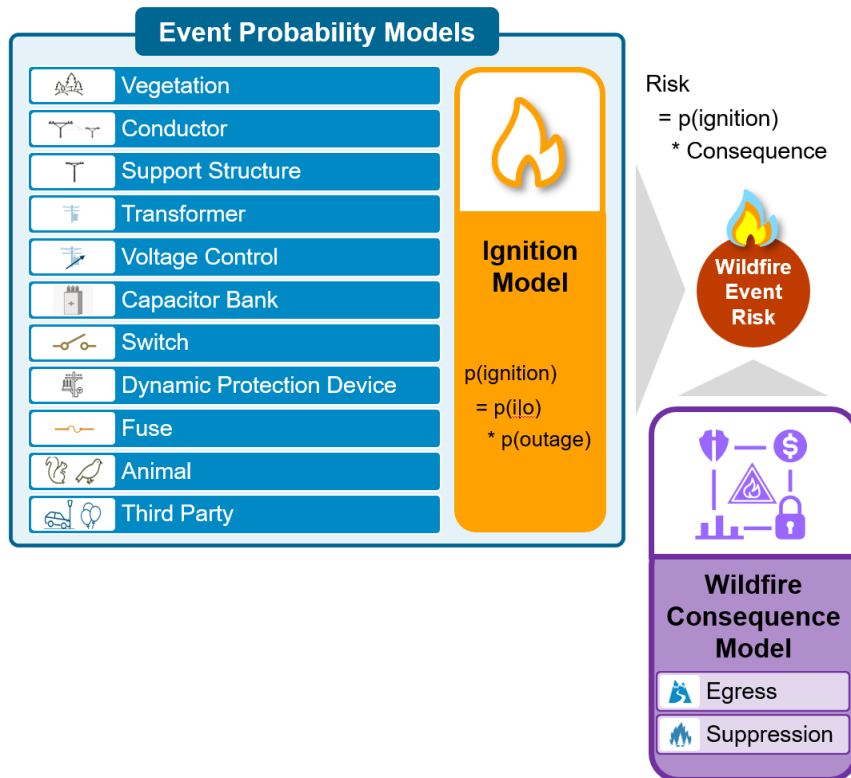 Event Probability Models
Vegetation
Conductor
Support Structure
Transformer
Voltage Control
Capacitor Bank
Switch
Dynamic Protection Device
Fuse
Animal
Third Party
Ignition
Model
p(ignition)
= p(i|o)
* p(outage)
Risk
= p(ignition)
* Consequence
Wildfire
Event
Risk
$
Wildfire
Consequence
Model
Egress
Suppression